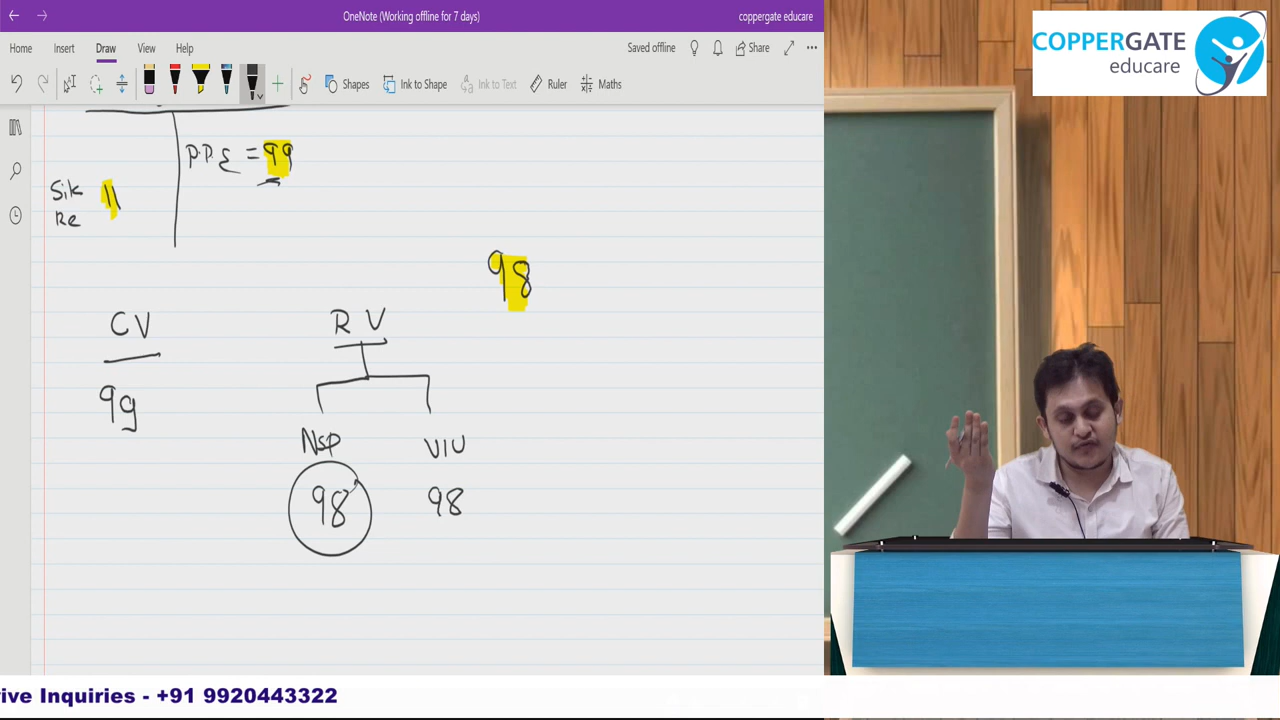 OneNote (Working offline for 7 days)
coppergate educare
Home Insert Draw View Help
Saved offline Share
Shapes Ink to Shape Ink to Text Ruler Maths
COPPERGATE
educare
P.P.E = 99
Sik 11
Re
98
CV
RV
99
NSP VIU
98 98
ive Inquiries - +91 9920443322